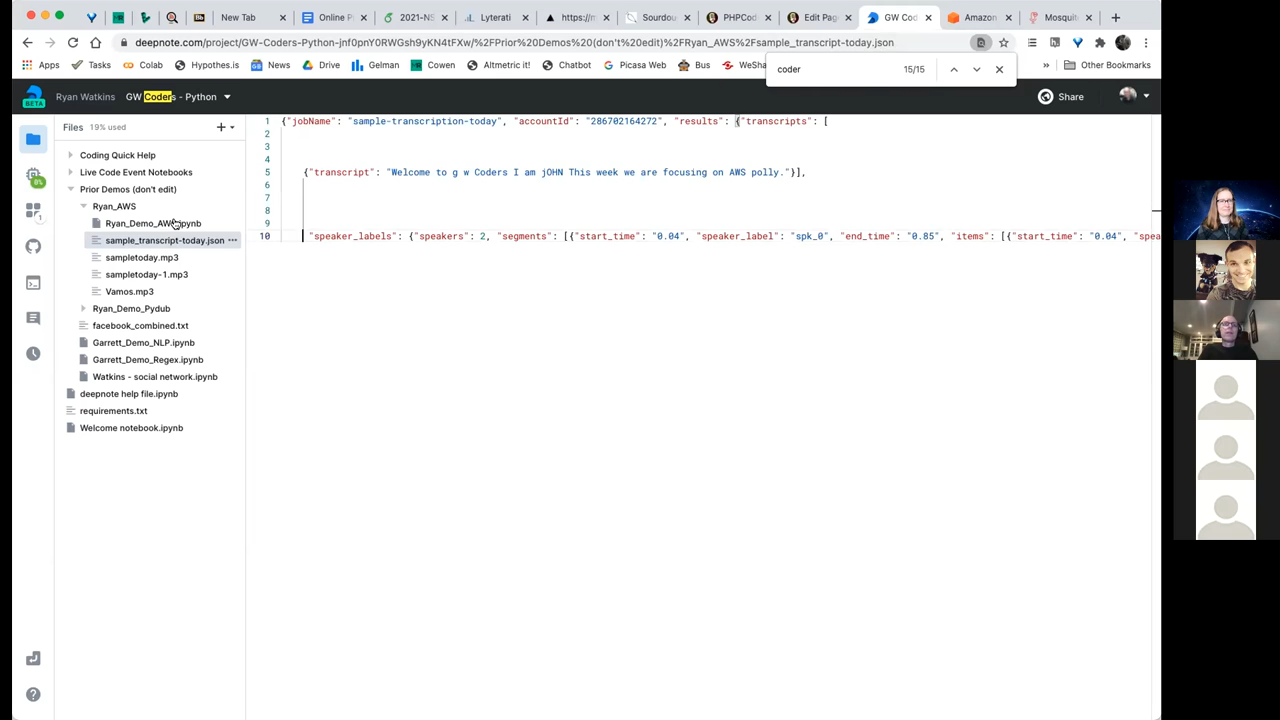 New Tab
Online P
2021-NS
Lyterati
https://m
Sourdou
PHPCod
Edit Page
GW Cod
Amazon
Mosquit
deepnote.com/project/GW-Coders-Python-jnf0pnY0RWGsh9yKN4tFXw/%2FPrior%20Demos%20(don't%20edit)%2FRyan_AWS%2Fsample_transcript-today.json
Apps
Tasks
Colab
Hypothes.is
News
Drive
Gelman
Cowen
Altmetric it!
Chatbot
Picasa Web
Bus
WeSha
»
Other Bookmarks
coder
15/15
BETA
Ryan Watkins
GW Coders - Python
Share
Files 19% used
Coding Quick Help
Live Code Event Notebooks
Prior Demos (don't edit)
Ryan_AWS
Ryan_Demo_AWS.ipynb
sample_transcript-today.json
sampletoday.mp3
sampletoday-1.mp3
Vamos.mp3
Ryan_Demo_Pydub
facebook_combined.txt
Garrett_Demo_NLP.ipynb
Garrett_Demo_Regex.ipynb
Watkins - social network.ipynb
deepnote help file.ipynb
requirements.txt
Welcome notebook.ipynb
1 {"jobName": "sample-transcription-today", "accountId": "286702164272", "results": {"transcripts": [
2
3
4
5 {"transcript": "Welcome to g w Coders I am jOHN This week we are focusing on AWS polly."}],
6
7
8
9
10 "speaker_labels": {"speakers": 2, "segments": [{"start_time": "0.04", "speaker_label": "spk_0", "end_time": "0.85", "items": [{"start_time": "0.04", "spea